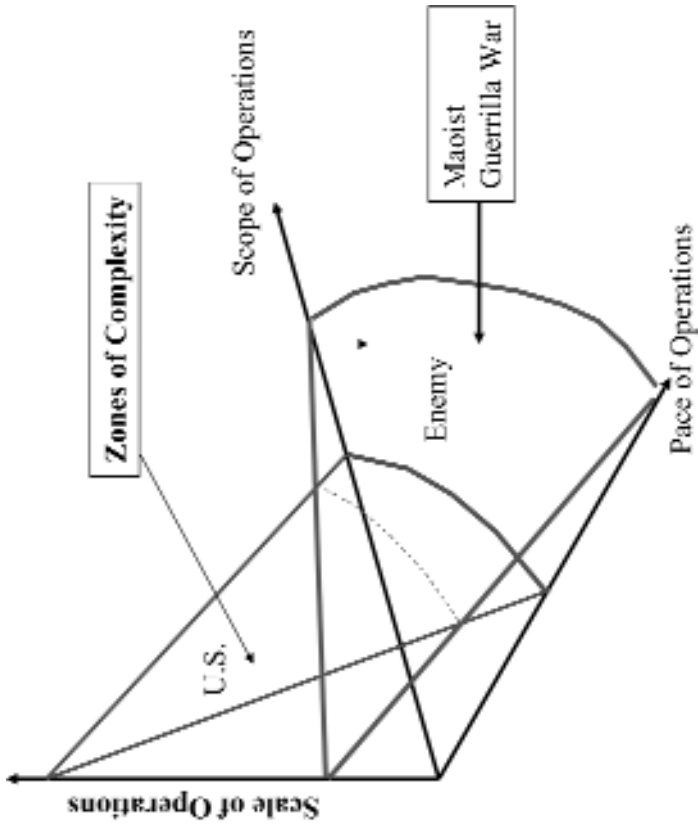 Zones of Complexity
Scope of Operations
U.S.
Enemy
Maoist
Guerrilla War
Pace of Operations
Scale of Operations